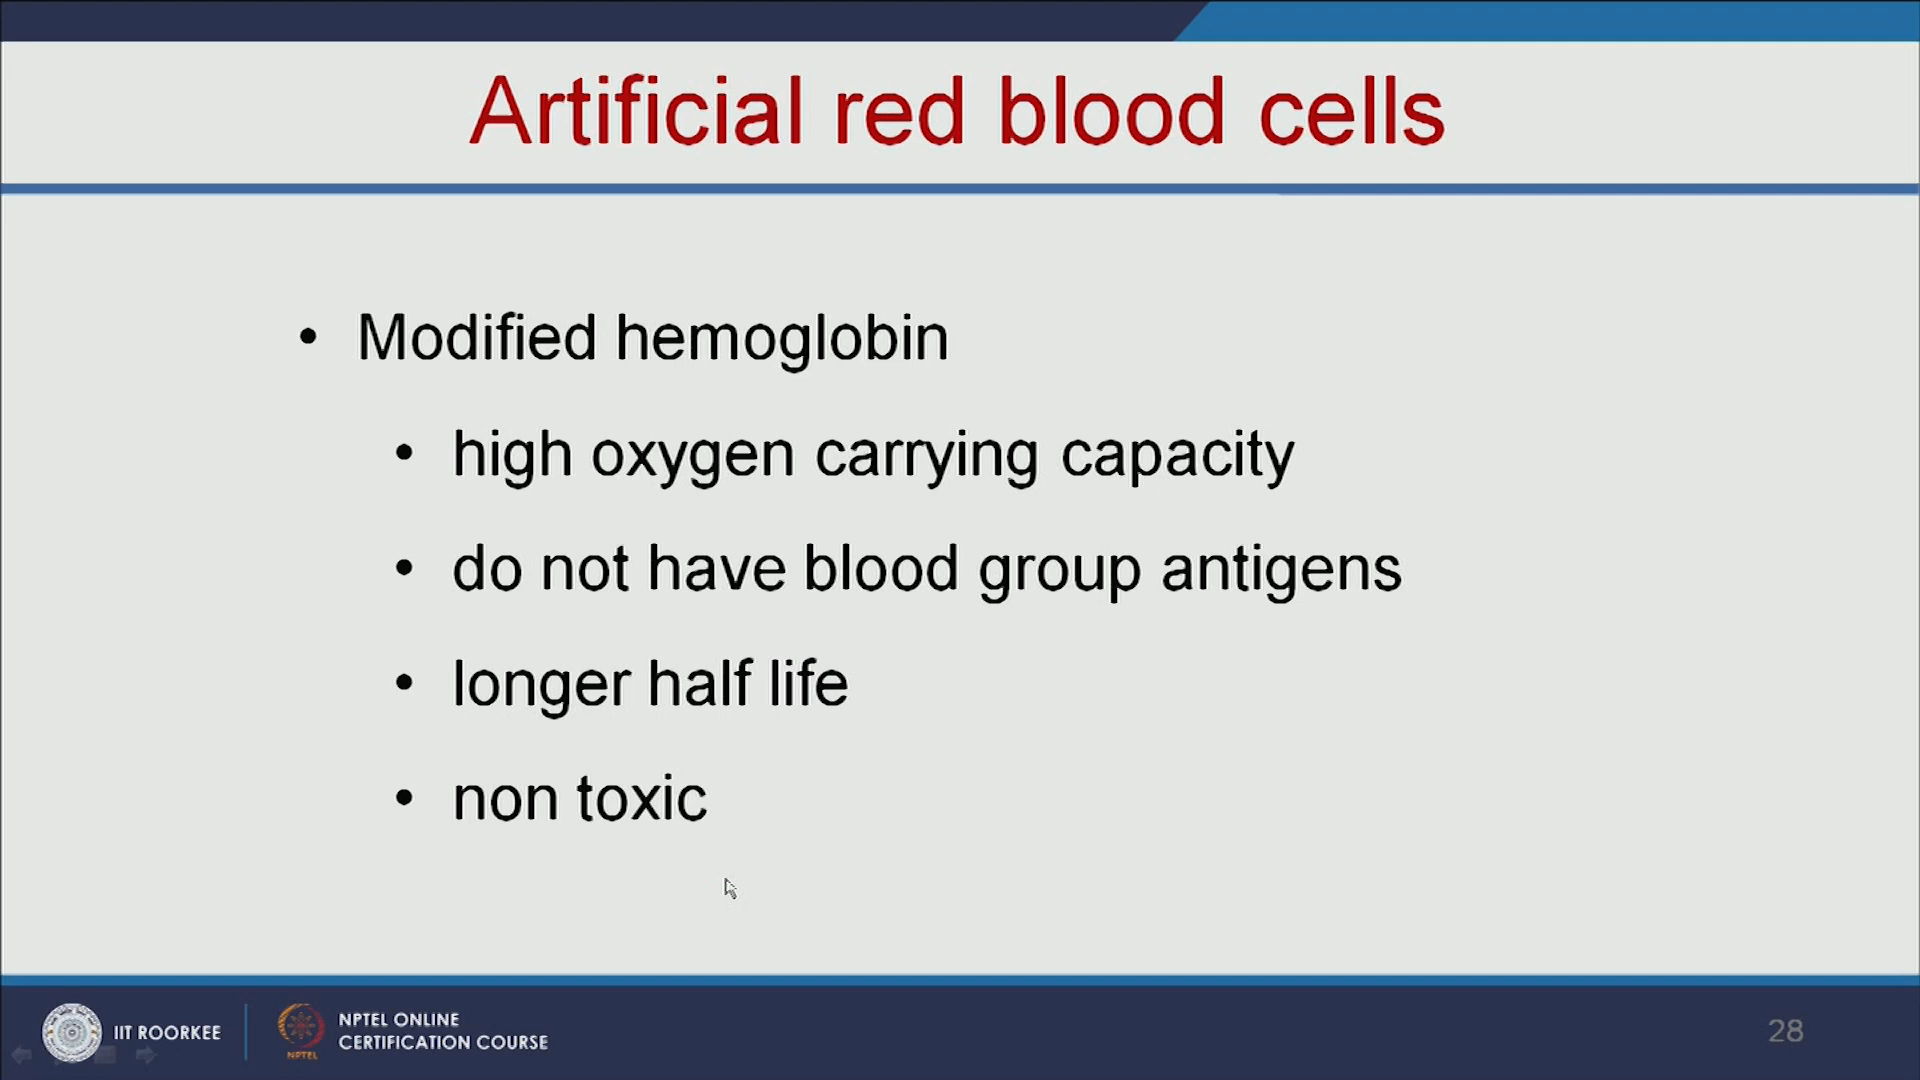 Artificial red blood cells
• Modified hemoglobin
• high oxygen carrying capacity
• do not have blood group antigens
• longer half life
• non toxic
IIT ROORKEE
NPTEL
NPTEL ONLINE
CERTIFICATION COURSE
28